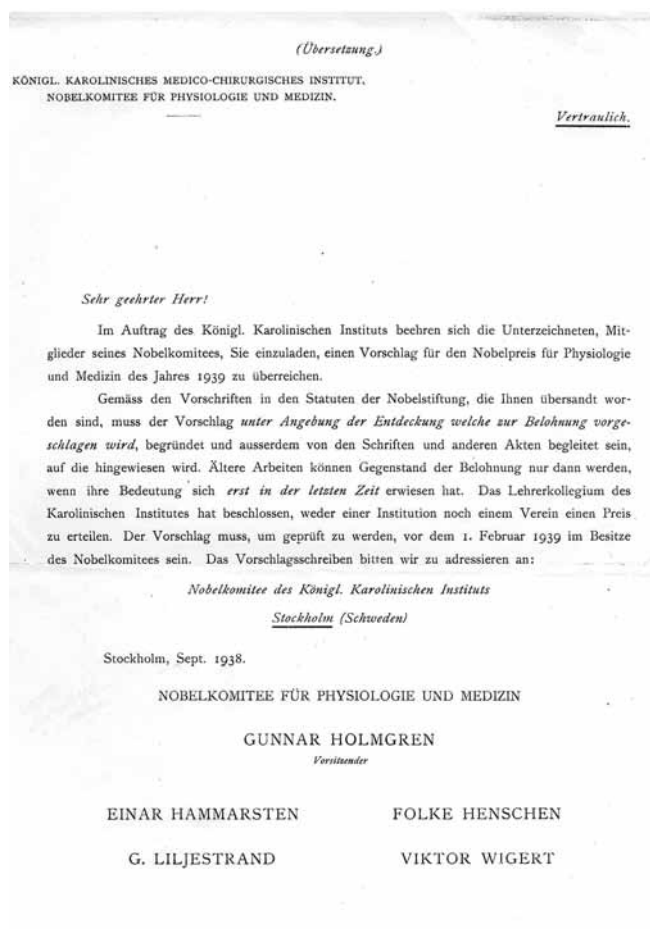 (Übersetzung.)
KÖNIGL. KAROLINISCHES MEDICO-CHIRURGISCHES INSTITUT.
NOBELKOMITEE FÜR PHYSIOLOGIE UND MEDIZIN.
Vertraulich.
Sehr geehrter Herr!
Im Auftrag des Königl. Karolinischen Instituts beehren sich die Unterzeichneten, Mit-
glieder seines Nobelkomitees, Sie einzuladen, einen Vorschlag für den Nobelpreis für Physiologie
und Medizin des Jahres 1939 zu überreichen.
Gemäss den Vorschriften in den Statuten der Nobelstiftung, die Ihnen übersandt wor-
den sind, muss der Vorschlag unter Angebung der Entdeckung welche zur Belohnung vorge-
schlagen wird, begründet und ausserdem von den Schriften und anderen Akten begleitet sein,
auf die hingewiesen wird. Ältere Arbeiten können Gegenstand der Belohnung nur dann werden,
wenn ihre Bedeutung sich erst in der letzten Zeit erwiesen hat. Das Lehrerkollegium des
Karolinischen Institutes hat beschlossen, weder einer Institution noch einem Verein einen Preis
zu erteilen. Der Vorschlag muss, um geprüft zu werden, vor dem 1. Februar 1939 im Besitze
des Nobelkomitees sein. Das Vorschlagsschreiben bitten wir zu adressieren an:
Nobelkomitee des Königl. Karolinischen Instituts
Stockholm (Schweden)
Stockholm, Sept. 1938.
NOBELKOMITEE FÜR PHYSIOLOGIE UND MEDIZIN
GUNNAR HOLMGREN
Vorsitzender
EINAR HAMMARSTEN FOLKE HENSCHEN
G. LILJESTRAND VIKTOR WIGERT